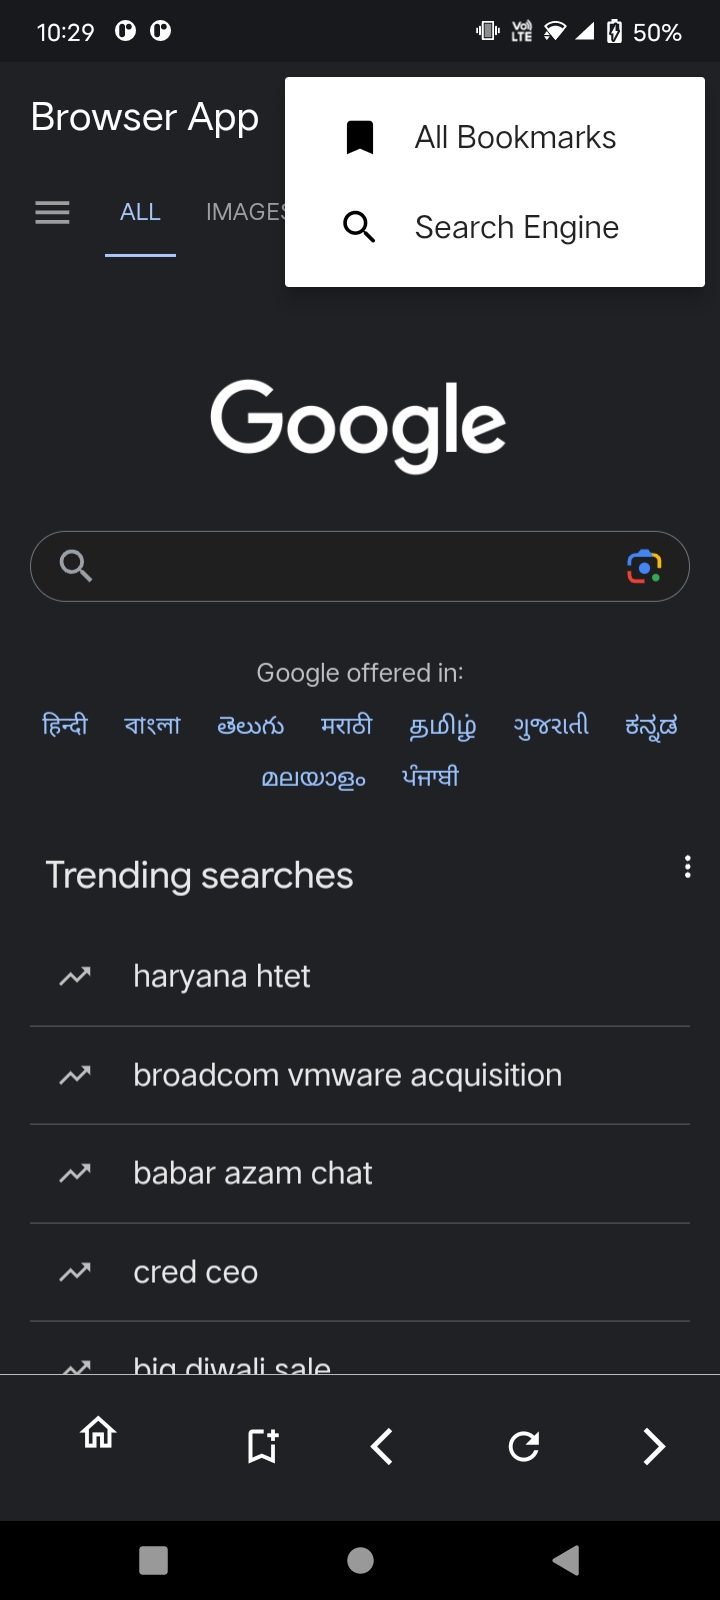 10:29 Vo) LTE 50%
Browser App
All Bookmarks
Search Engine
ALL IMAGES
Google
Google offered in:
हिन्दी বাংলা తెలుగు मराठी தமிழ் ગુજરાતી ಕನ್ನಡ
മലയാളം ਪੰਜਾਬੀ
Trending searches
haryana htet
broadcom vmware acquisition
babar azam chat
cred ceo
big diwali sale